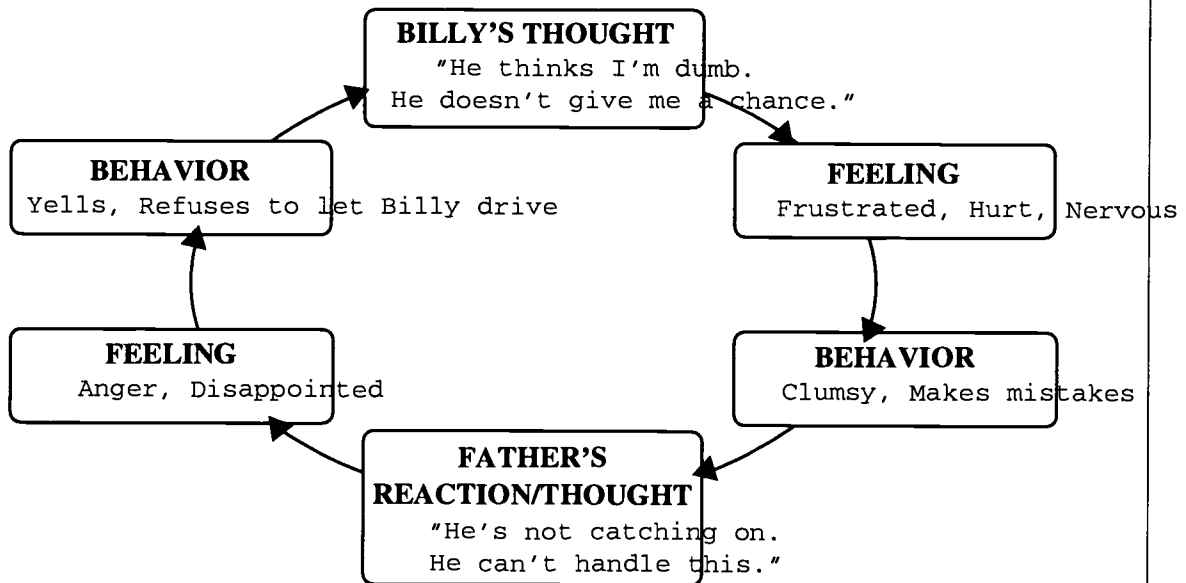 BILLY'S THOUGHT
"He thinks I'm dumb.
He doesn't give me a chance."
FEELING
Frustrated, Hurt, Nervous
BEHAVIOR
Clumsy, Makes mistakes
FATHER'S
REACTION/THOUGHT
"He's not catching on.
He can't handle this."
FEELING
Anger, Disappointed
BEHAVIOR
Yells, Refuses to let Billy drive